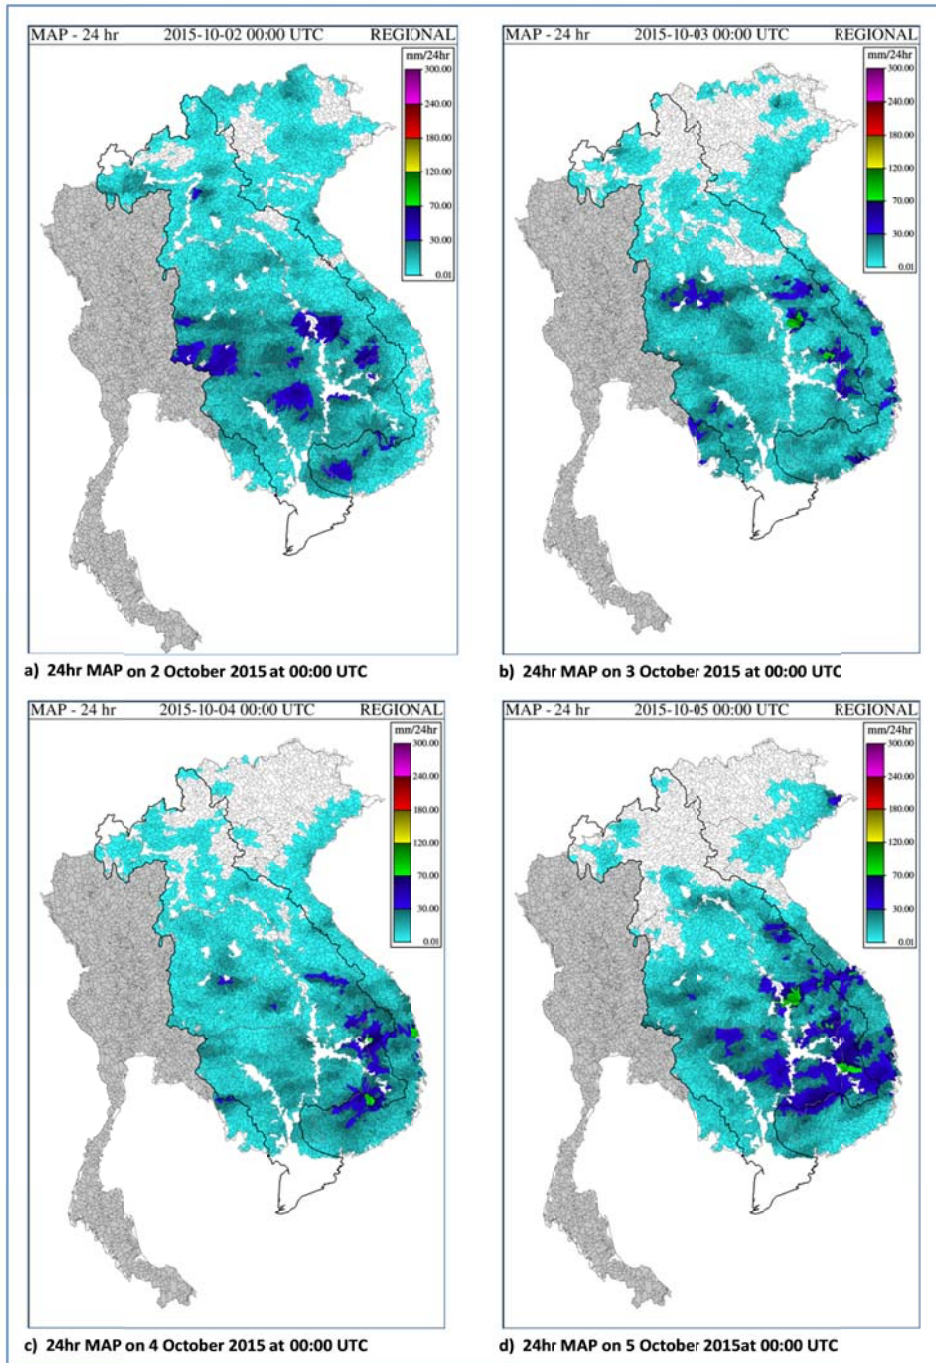 MAP - 24 hr 2015-10-02 00:00 UTC REGIONAL
mm/24hr
300.00
240.00
180.00
120.00
70.00
30.00
0.01
a) 24hr MAP on 2 October 2015 at 00:00 UTC
MAP - 24 hr 2015-10-03 00:00 UTC REGIONAL
mm/24hr
300.00
240.00
180.00
120.00
70.00
30.00
0.01
b) 24hr MAP on 3 October 2015 at 00:00 UTC
MAP - 24 hr 2015-10-04 00:00 UTC REGIONAL
mm/24hr
300.00
240.00
180.00
120.00
70.00
30.00
0.01
c) 24hr MAP on 4 October 2015 at 00:00 UTC
MAP - 24 hr 2015-10-05 00:00 UTC REGIONAL
mm/24hr
300.00
240.00
180.00
120.00
70.00
30.00
0.01
d) 24hr MAP on 5 October 2015at 00:00 UTC